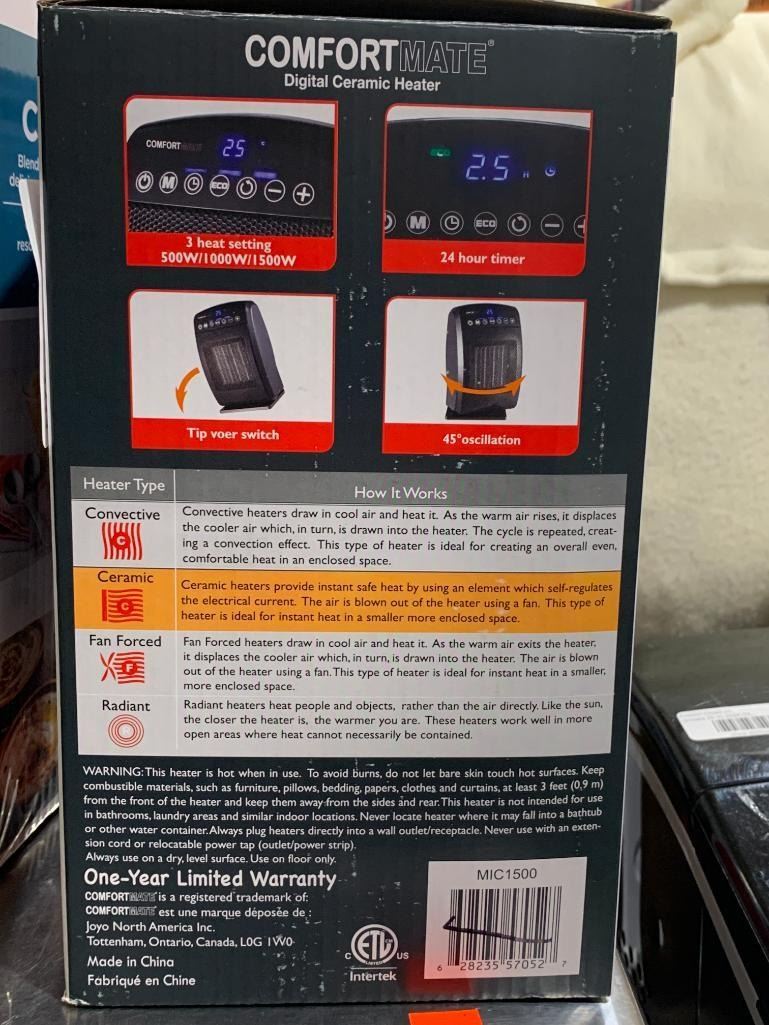 COMFORTMATE®
Digital Ceramic Heater
COMFORTMATE
25
M
ECO
3 heat setting
500W/1000W/1500W
ECO
2.5 H
M
ECO
24 hour timer
Tip voer switch
45°oscillation
Heater Type
How It Works
Convective
Convective heaters draw in cool air and heat it. As the warm air rises, it displaces
the cooler air which, in turn, is drawn into the heater. The cycle is repeated, creat-
ing a convection effect. This type of heater is ideal for creating an overall even,
comfortable heat in an enclosed space.
Ceramic
Ceramic heaters provide instant safe heat by using an element which self-regulates
the electrical current. The air is blown out of the heater using a fan. This type of
heater is ideal for instant heat in a smaller more enclosed space.
Fan Forced
Fan Forced heaters draw in cool air and heat it. As the warm air exits the heater,
it displaces the cooler air which, in turn, is drawn into the heater. The air is blown
out of the heater using a fan. This type of heater is ideal for instant heat in a smaller,
more enclosed space.
Radiant
Radiant heaters heat people and objects, rather than the air directly. Like the sun,
the closer the heater is, the warmer you are. These heaters work well in more
open areas where heat cannot necessarily be contained.
WARNING: This heater is hot when in use. To avoid burns, do not let bare skin touch hot surfaces. Keep
combustible materials, such as furniture, pillows, bedding, papers, clothes and curtains, at least 3 feet (0,9 m)
from the front of the heater and keep them away from the sides and rear. This heater is not intended for use
in bathrooms, laundry areas and similar indoor locations. Never locate heater where it may fall into a bathtub
or other water container. Always plug heaters directly into a wall outlet/receptacle. Never use with an exten-
sion cord or relocatable power tap (outlet/power strip).
Always use on a dry, level surface. Use on floor only.
One-Year Limited Warranty
COMFORTMATE is a registered trademark of:
COMFORTMATE est une marque déposée de :
Joyo North America Inc.
Tottenham, Ontario, Canada, L0G 1W0
Made in China
Fabriqué en Chine
C ETL US
LISTED
Intertek
MIC1500
6 28235 57052 7
C
Blend